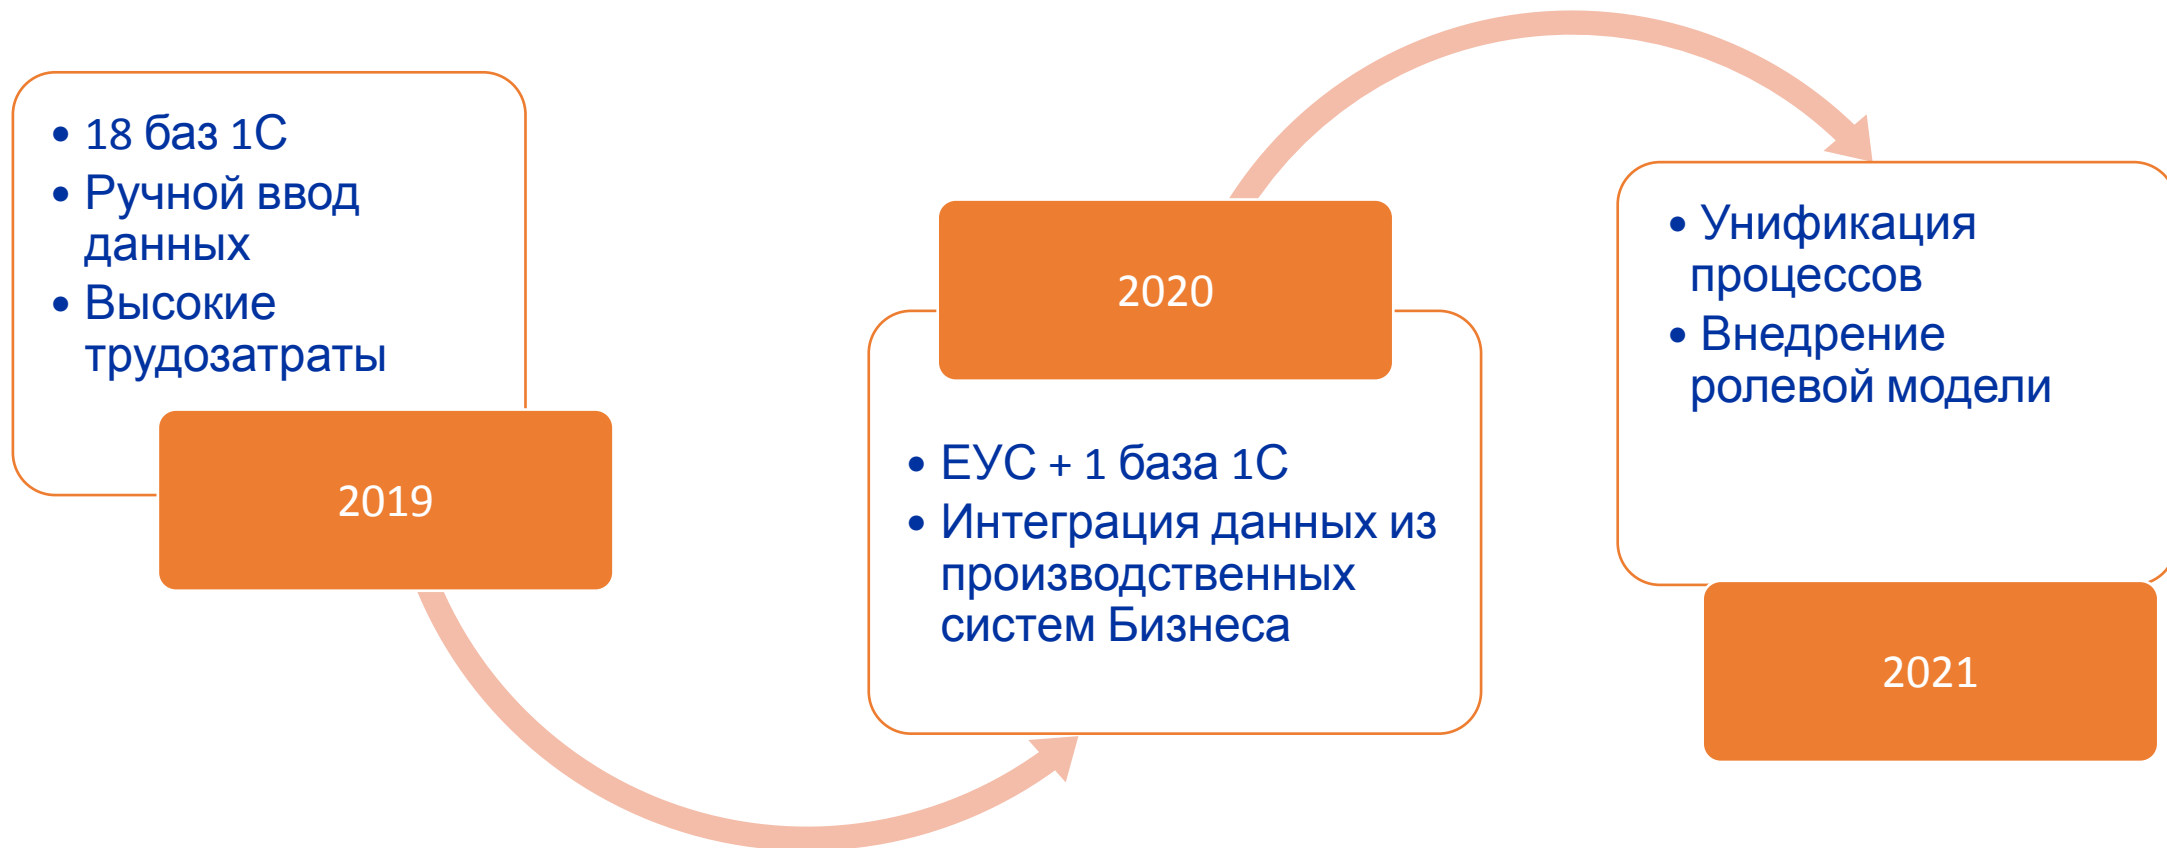 • 18 баз 1С
• Ручной ввод
данных
• Высокие
трудозатраты
2019
2020
• ЕУС + 1 база 1С
• Интеграция данных из
производственных
систем Бизнеса
• Унификация
процессов
• Внедрение
ролевой модели
2021